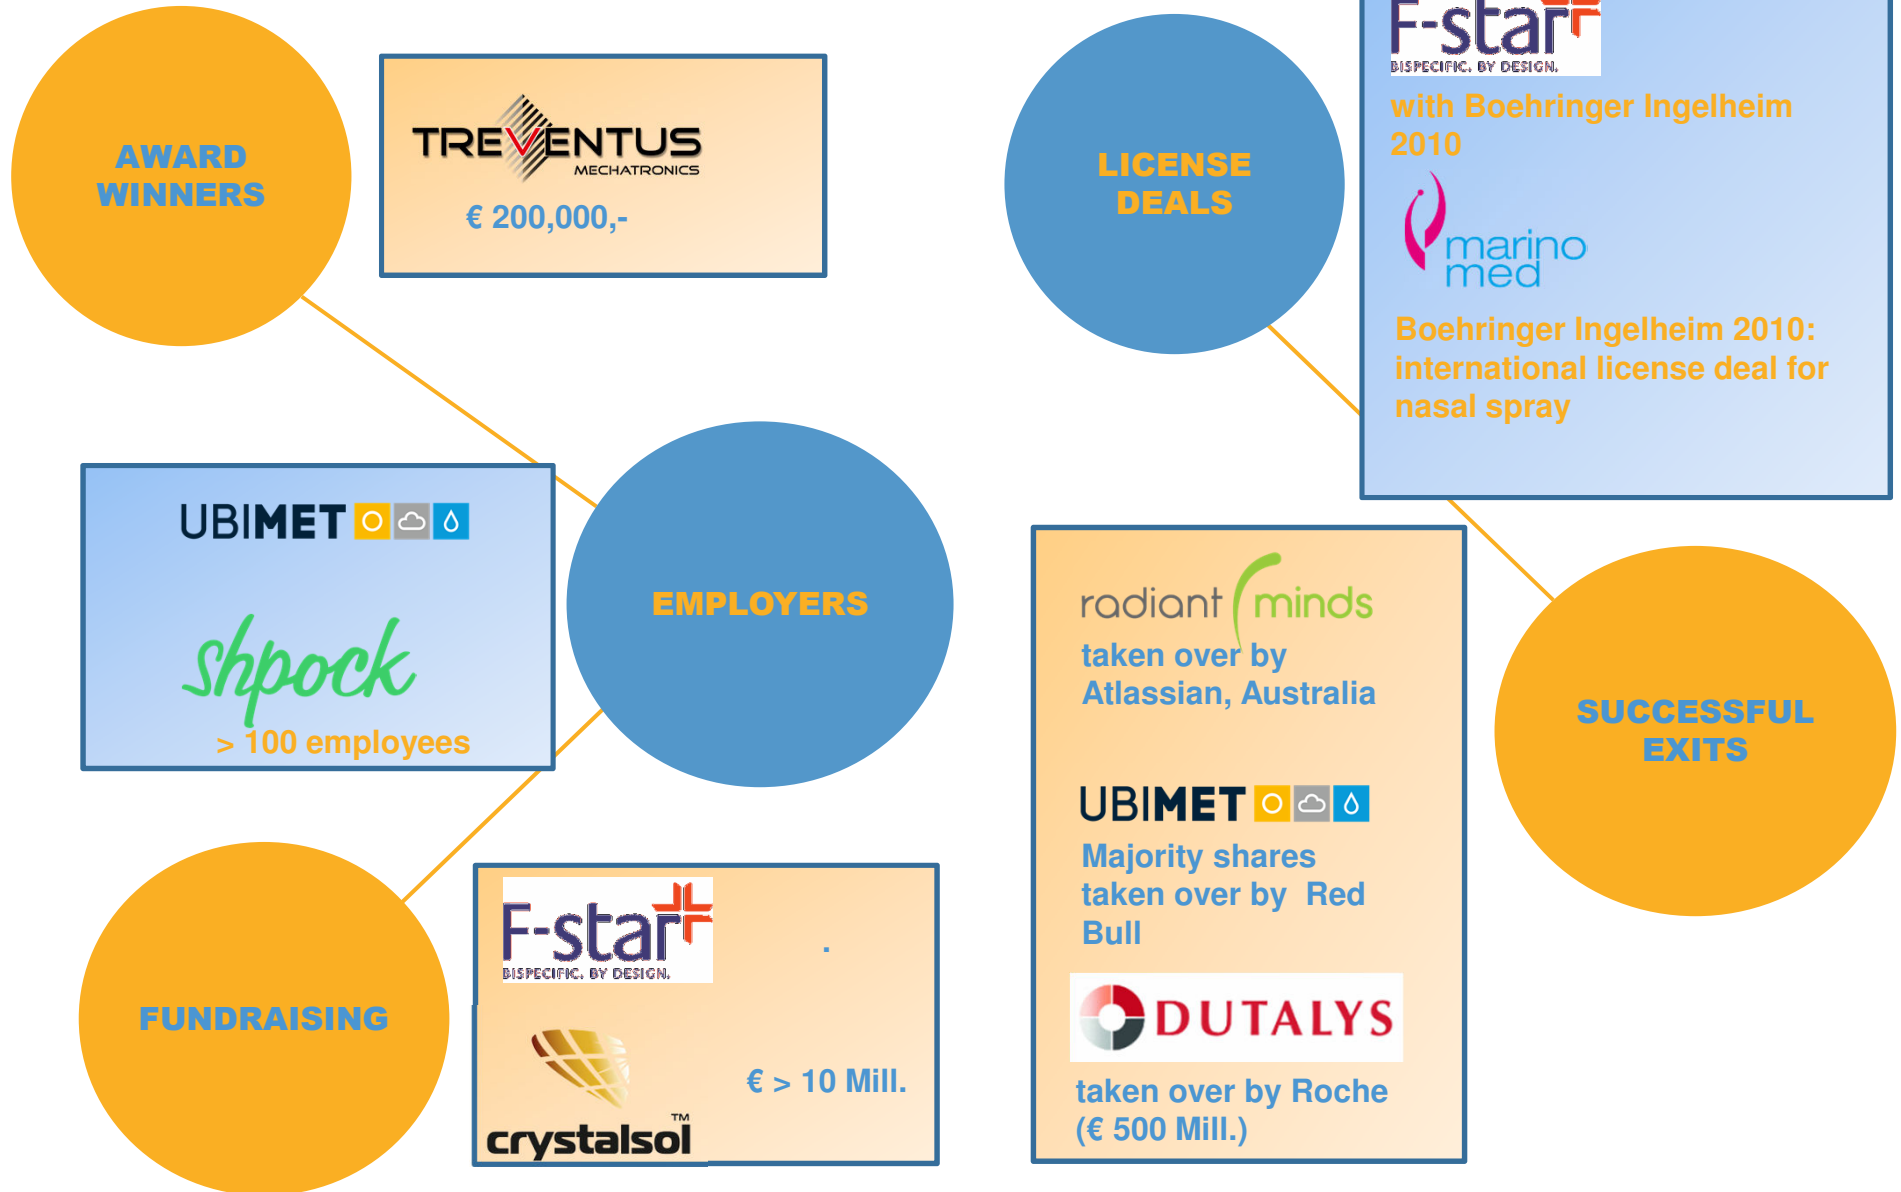 AWARD
WINNERS
TREVENTUS
MECHATRONICS
€ 200,000,-
EMPLOYERS
UBIMET
shpock
> 100 employees
FUNDRAISING
F-star
BISPECIFIC. BY DESIGN.
.
crystalsol™
€ > 10 Mill.
LICENSE
DEALS
F-star
BISPECIFIC. BY DESIGN.
with Boehringer Ingelheim
2010
marino
med
Boehringer Ingelheim 2010:
international license deal for
nasal spray
SUCCESSFUL
EXITS
radiant minds
taken over by
Atlassian, Australia
UBIMET
Majority shares
taken over by  Red
Bull
DUTALYS
taken over by Roche
(€ 500 Mill.)